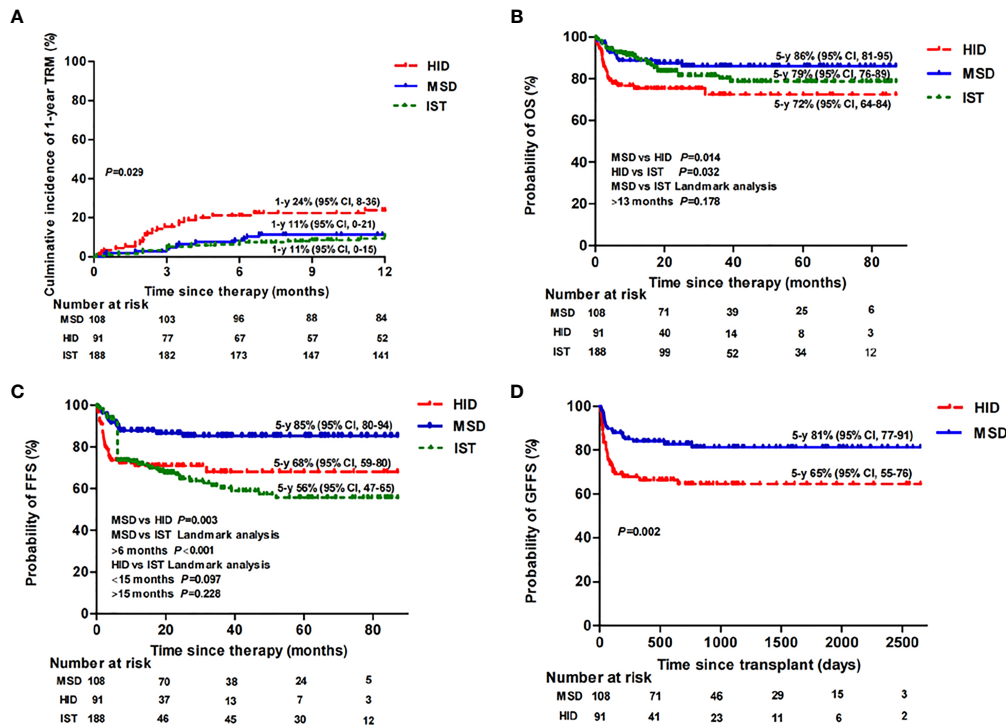 A
Culminative incidence of 1-year TRM (%)
100
80
60
40
20
0
P=0.029
HID
MSD
IST
1-y 24% (95% CI, 8-36)
1-y 11% (95% CI, 0-21)
1-y 11% (95% CI, 0-15)
0 3 6 9 12
Time since therapy (months)
Number at risk
MSD 108 103 96 88 84
HID 91 77 67 57 52
IST 188 182 173 147 141
B
Probability of OS (%)
100
80
60
40
20
0
5-y 86% (95% CI, 81-95)
5-y 79% (95% CI, 76-89)
5-y 72% (95% CI, 64-84)
HID
MSD
IST
MSD vs HID P=0.014
HID vs IST P=0.032
MSD vs IST Landmark analysis
>13 months P=0.178
0 20 40 60 80
Time since therapy (months)
Number at risk
MSD 108 71 39 25 6
HID 91 40 14 8 3
IST 188 99 52 34 12
C
Probability of FFS (%)
100
80
60
40
20
0
5-y 85% (95% CI, 80-94)
5-y 68% (95% CI, 59-80)
5-y 56% (95% CI, 47-65)
HID
MSD
IST
MSD vs HID P=0.003
MSD vs IST Landmark analysis
>6 months P<0.001
HID vs IST Landmark analysis
<15 months P=0.097
>15 months P=0.228
0 20 40 60 80
Time since therapy (months)
Number at risk
MSD 108 70 38 24 5
HID 91 37 13 7 3
IST 188 46 45 30 12
D
Probability of GFFS (%)
100
80
60
40
20
0
5-y 81% (95% CI, 77-91)
5-y 65% (95% CI, 55-76)
HID
MSD
P=0.002
0 500 1000 1500 2000 2500
Time since transplant (days)
Number at risk
MSD 108 71 46 29 15 3
HID 91 41 23 11 6 2